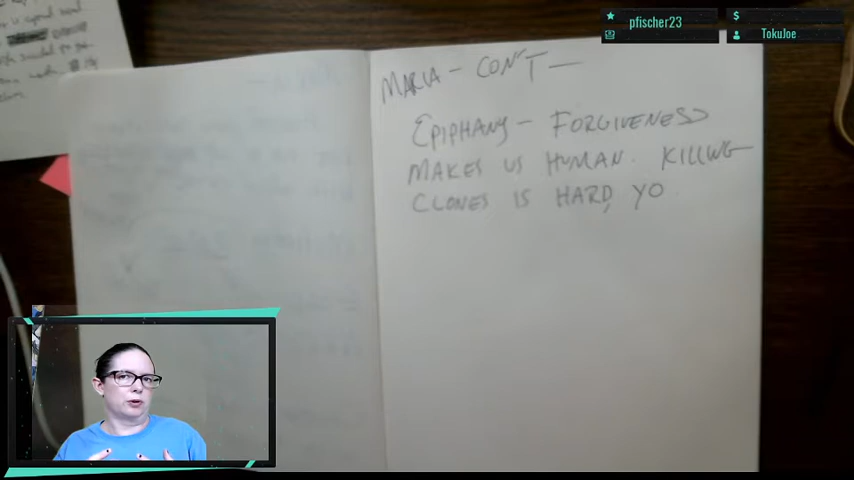 pfischer23
TokuJoe
MARIA - CON'T -
EPIPHANY - FORGIVENESS
MAKES US HUMAN. KILLING
CLONES IS HARD, YO